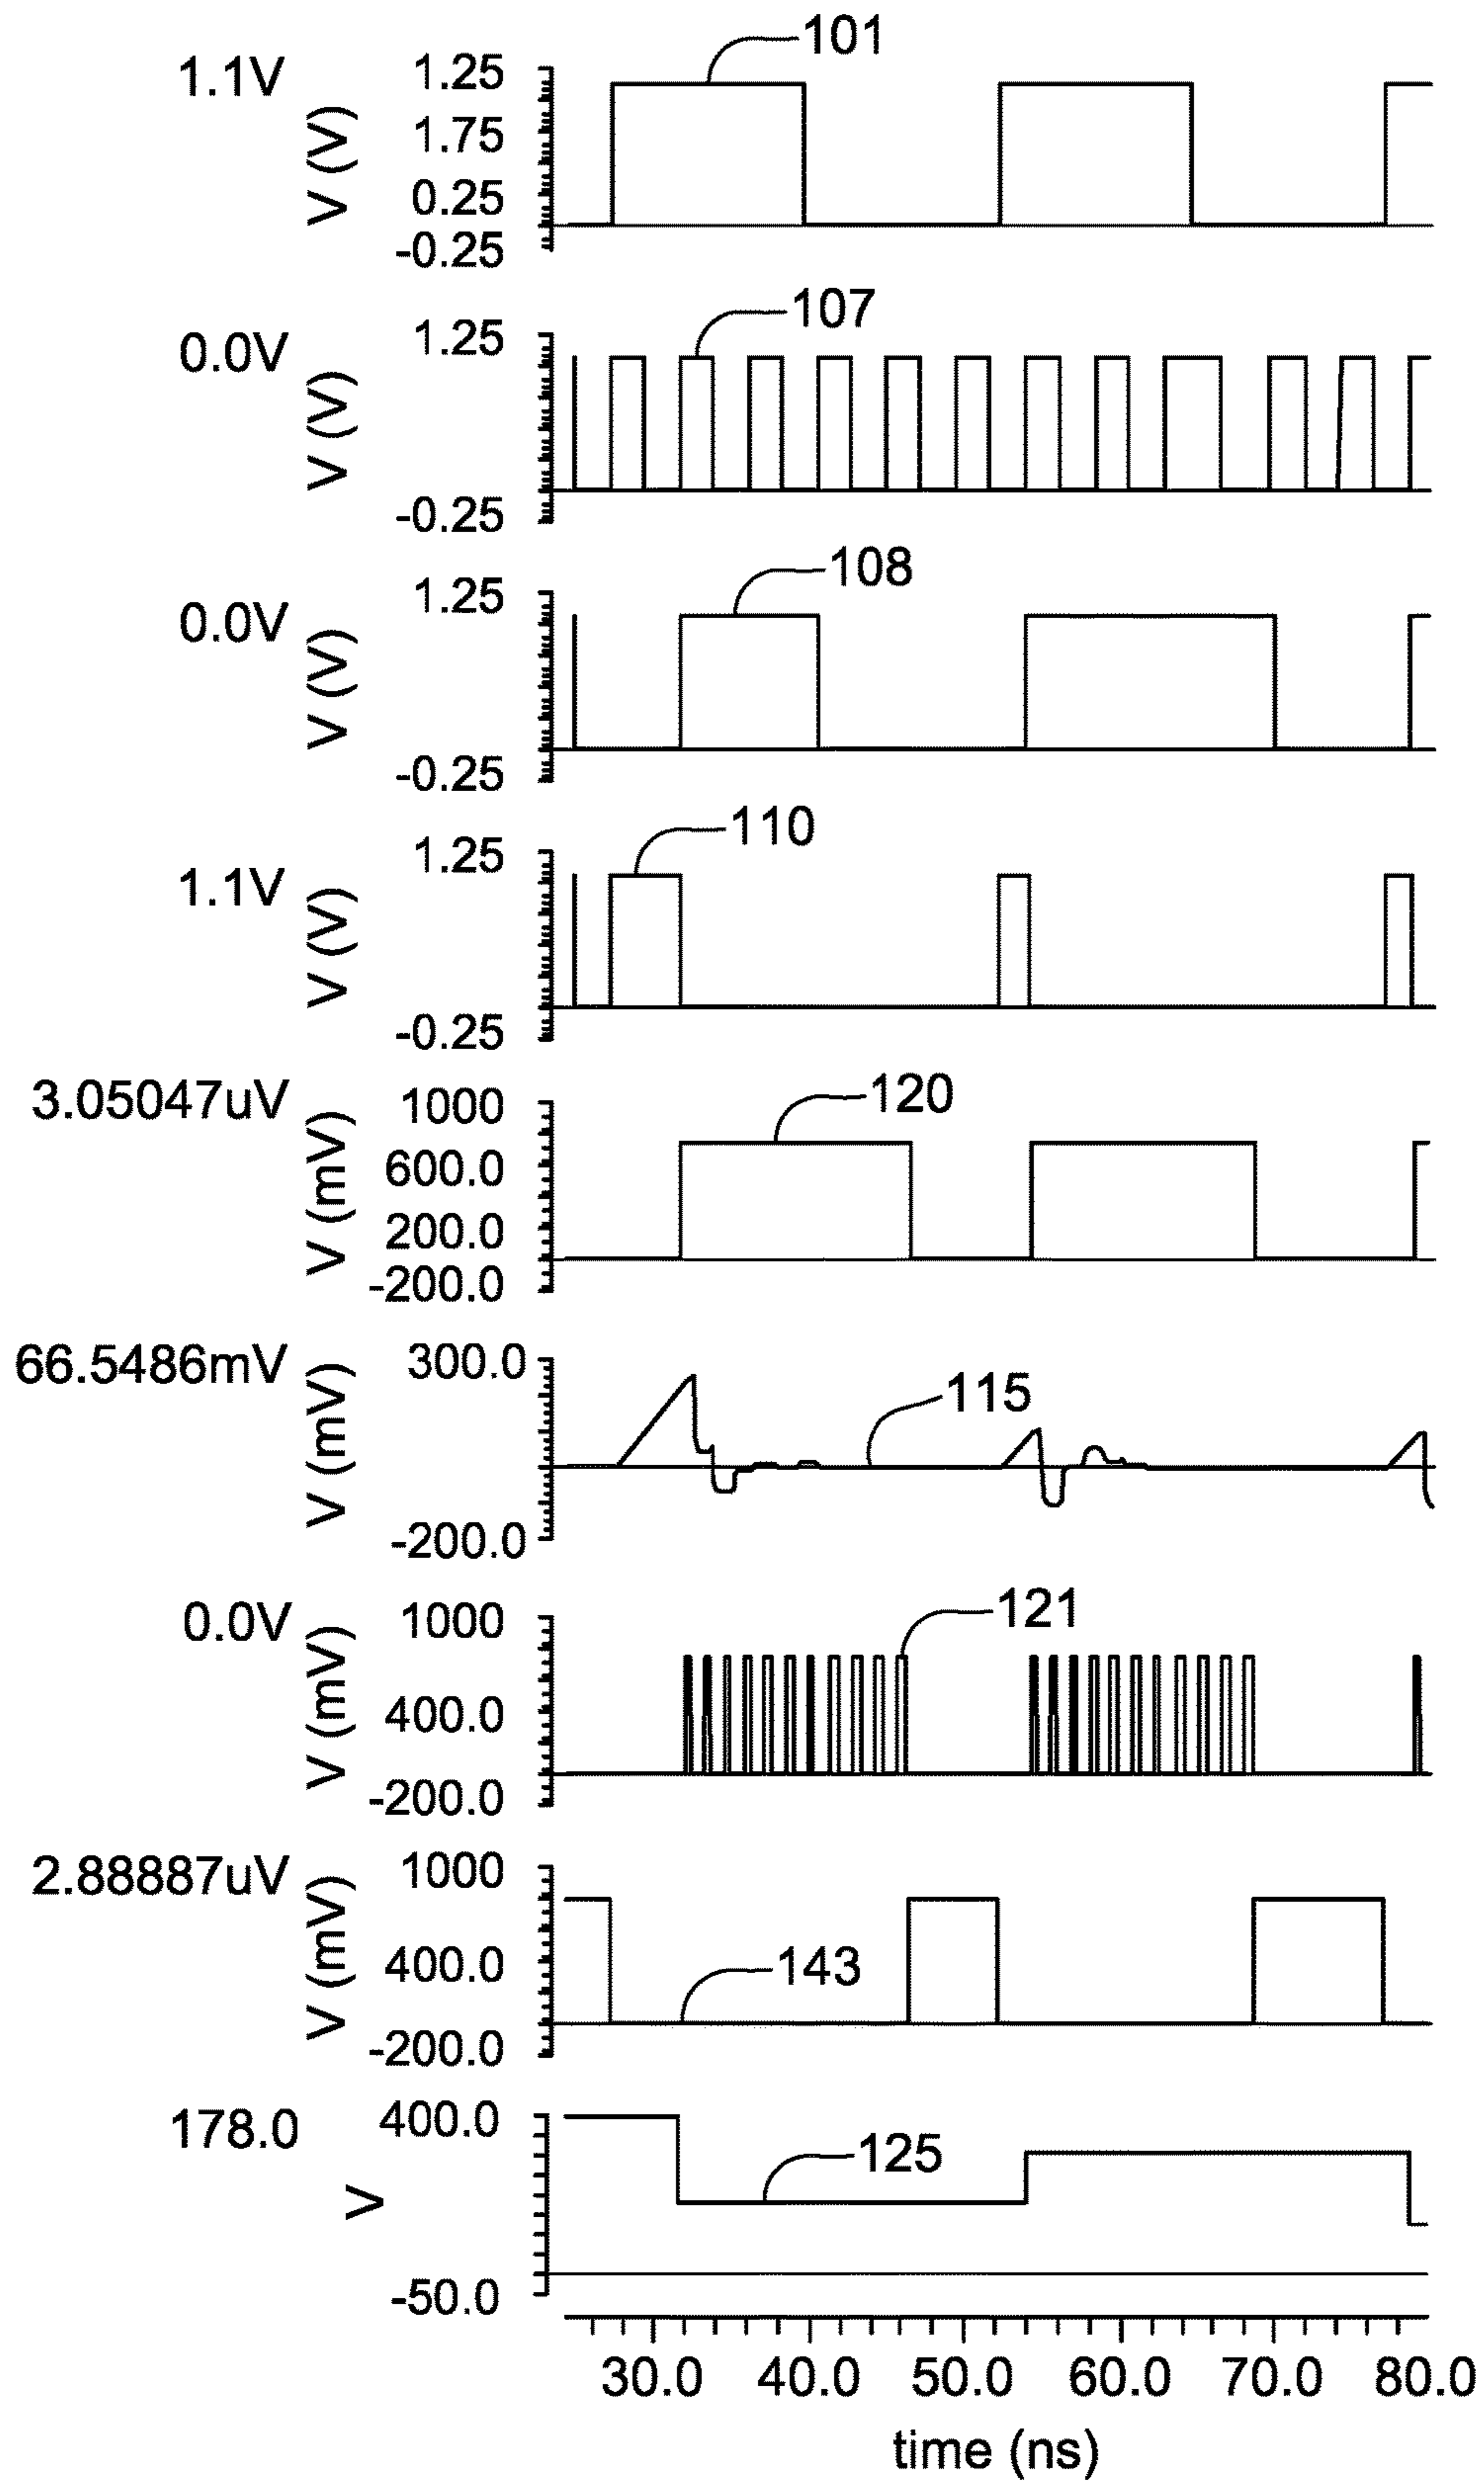 101
1.1V
V (V)
1.25
1.75
0.25
-0.25
107
0.0V
V (V)
1.25
-0.25
108
0.0V
V (V)
1.25
-0.25
110
1.1V
V (V)
1.25
-0.25
3.05047uV
V (mV)
1000
600.0
200.0
-200.0
120
66.5486mV
V (mV)
300.0
-200.0
115
0.0V
V (mV)
1000
400.0
-200.0
121
2.88887uV
V (mV)
1000
400.0
-200.0
143
178.0
V
400.0
-50.0
125
30.0 40.0 50.0 60.0 70.0 80.0
time (ns)